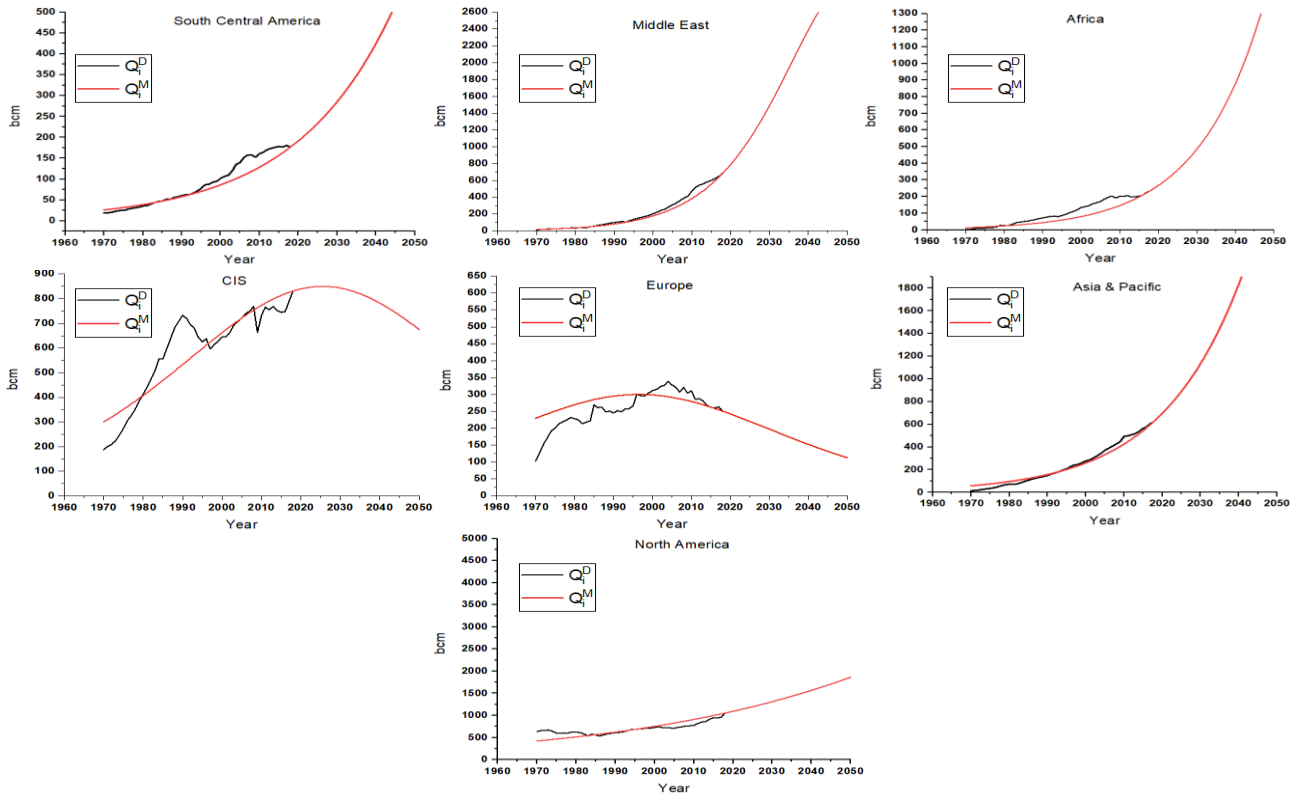 South Central America
500
450
400
350
300
250
200
150
100
50
0
bcm
Q_i^D
Q_i^M
1960 1970 1980 1990 2000 2010 2020 2030 2040 2050
Year
Middle East
2600
2400
2200
2000
1800
1600
1400
1200
1000
800
600
400
200
0
bcm
Q_i^D
Q_i^M
1960 1970 1980 1990 2000 2010 2020 2030 2040 2050
Year
Africa
1300
1200
1100
1000
900
800
700
600
500
400
300
200
100
0
bcm
Q_i^D
Q_i^M
1960 1970 1980 1990 2000 2010 2020 2030 2040 2050
Year
CIS
900
800
700
600
500
400
300
200
100
0
bcm
Q_i^D
Q_i^M
1960 1970 1980 1990 2000 2010 2020 2030 2040 2050
Year
Europe
650
600
550
500
450
400
350
300
250
200
150
100
50
0
bcm
Q_i^D
Q_i^M
1960 1970 1980 1990 2000 2010 2020 2030 2040 2050
Year
Asia & Pacific
1800
1600
1400
1200
1000
800
600
400
200
0
bcm
Q_i^D
Q_i^M
1960 1970 1980 1990 2000 2010 2020 2030 2040 2050
Year
North America
5000
4500
4000
3500
3000
2500
2000
1500
1000
500
0
bcm
Q_i^D
Q_i^M
1960 1970 1980 1990 2000 2010 2020 2030 2040 2050
Year